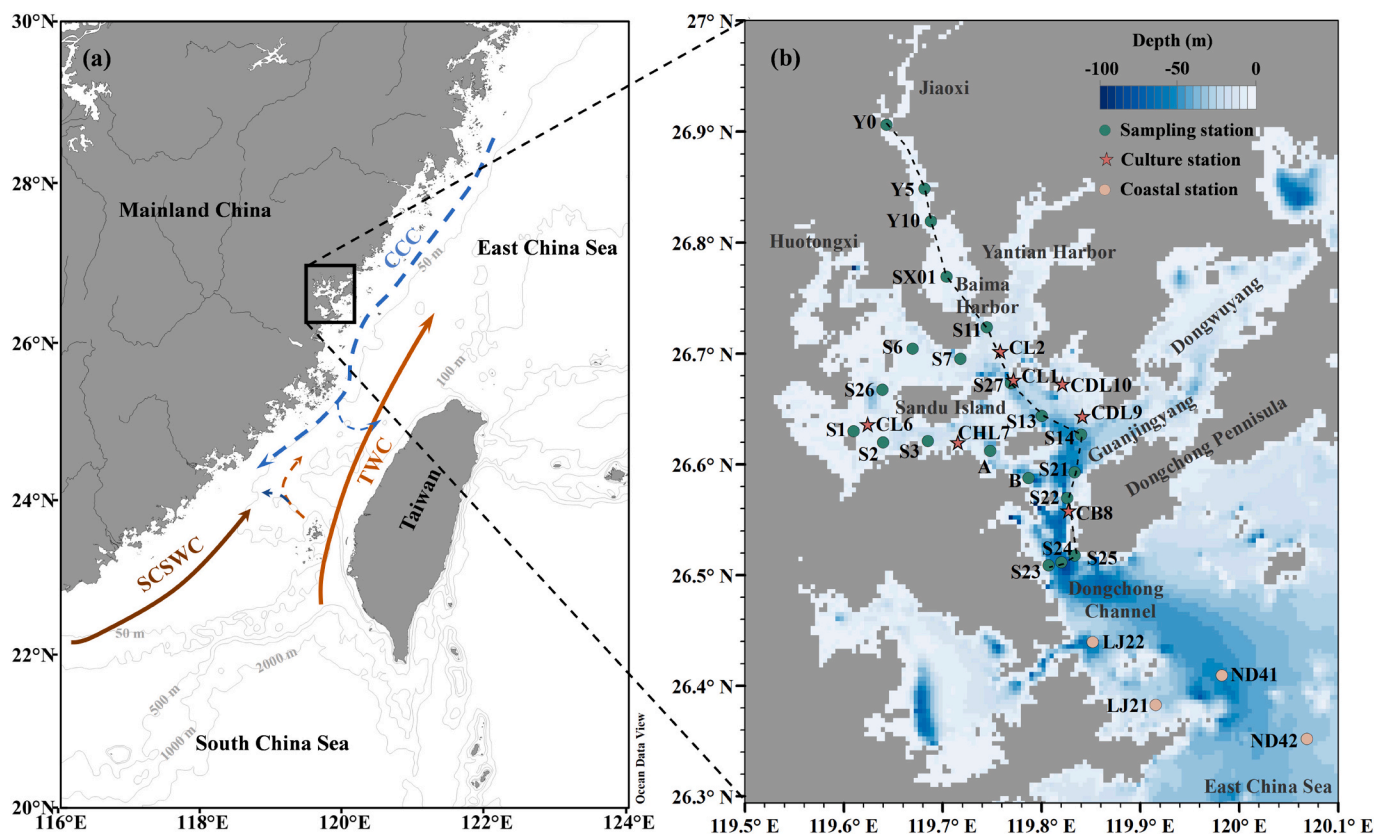 (a)
30°N
28°N
26°N
24°N
22°N
20°N
116°E
118°E
120°E
122°E
124°E
Mainland China
East China Sea
South China Sea
Taiwan
CCC
TWC
SCSWC
50 m
100 m
50 m
500 m
1000 m
2000 m
Ocean Data View
(b)
27° N
26.9° N
26.8° N
26.7° N
26.6° N
26.5° N
26.4° N
26.3° N
119.5° E
119.6° E
119.7° E
119.8° E
119.9° E
120° E
120.1° E
Depth (m)
-100
-50
0
Sampling station
Culture station
Coastal station
Jiaoxi
Y0
Y5
Y10
Huotongxi
Yantian Harbor
SX01
Baima
Harbor
Dongwuyang
S11
S6
S7
CL2
CL1
S27
CDL10
S26
Sandu Island
S13
CDL9
S1
CL6
CHL7
S14
Guanjingyang
S2
S3
A
S21
Dongchong Pennisula
B
S22
CB8
S24
S25
S23
Dongchong
Channel
LJ22
ND41
LJ21
ND42
East China Sea